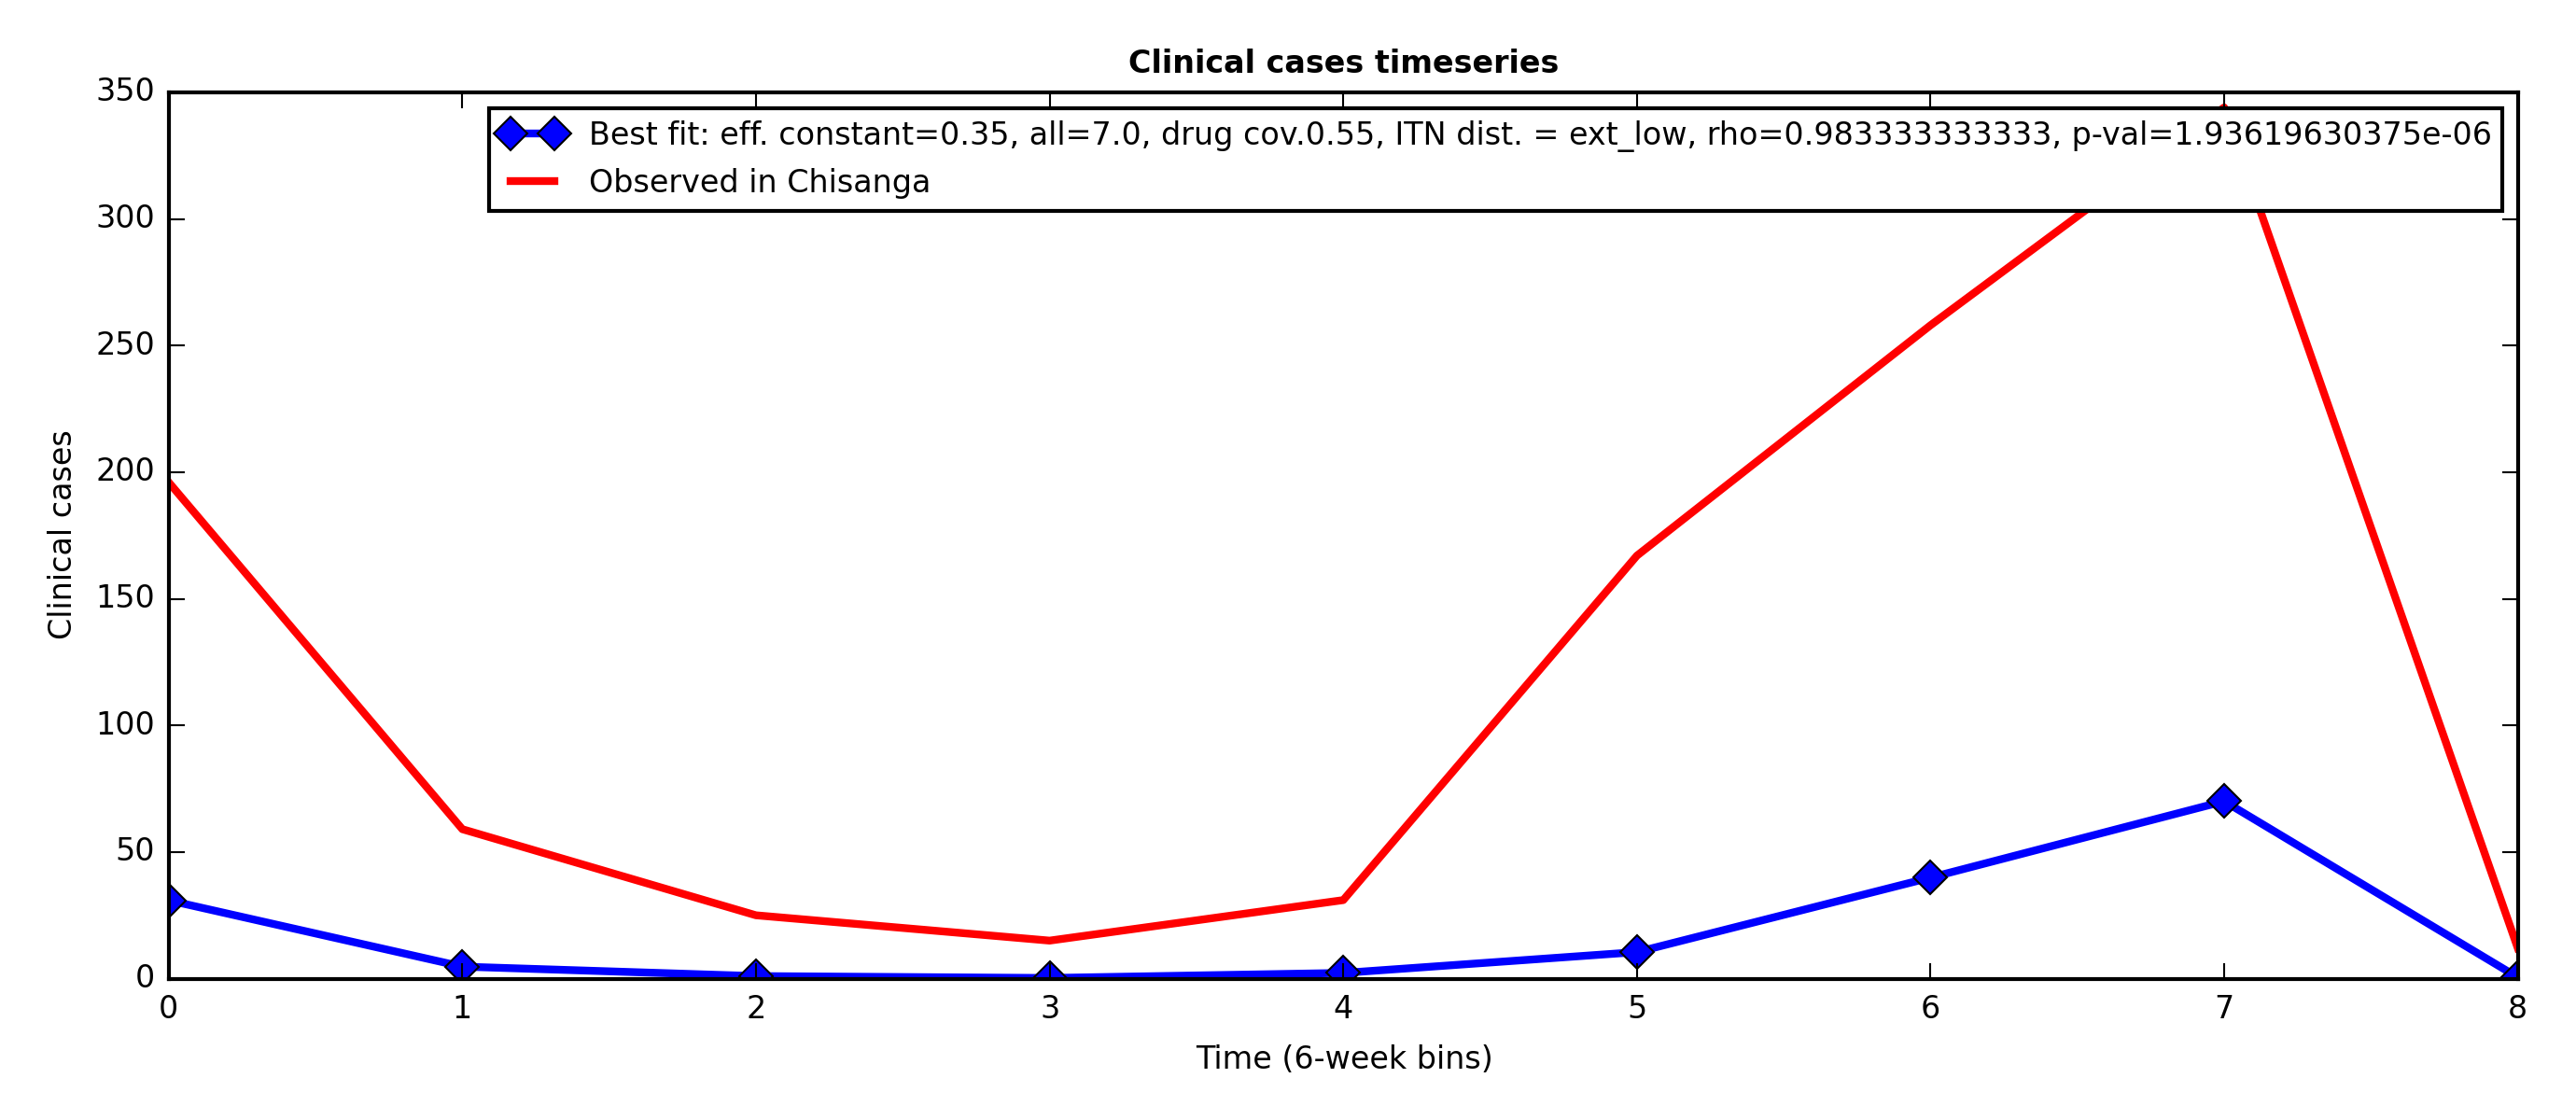 Clinical cases timeseries
350
300
250
200
150
100
50
0
Clinical cases
Best fit: eff. constant=0.35, all=7.0, drug cov.0.55, ITN dist. = ext_low, rho=0.983333333333, p-val=1.93619630375e-06
Observed in Chisanga
0 1 2 3 4 5 6 7 8
Time (6-week bins)